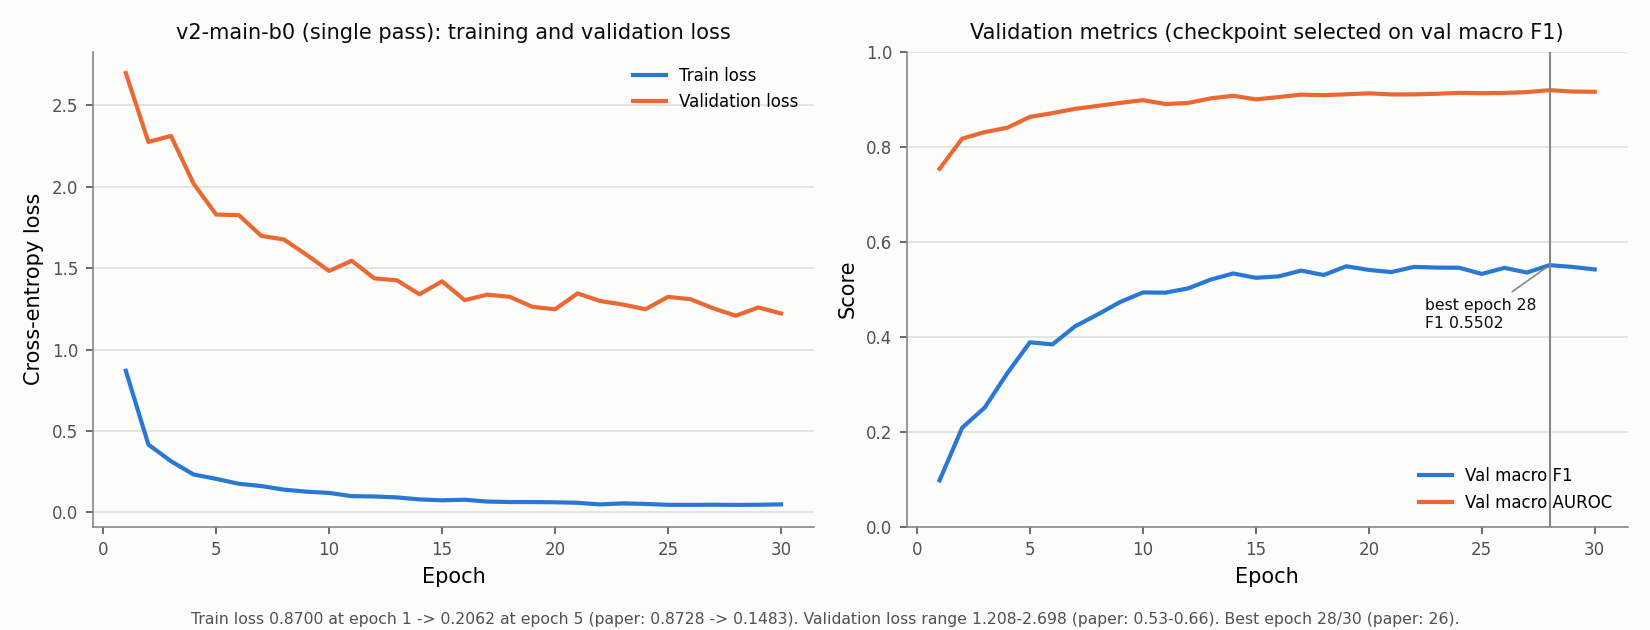 v2-main-b0 (single pass): training and validation loss
Train loss
Validation loss
Cross-entropy loss
2.5
2.0
1.5
1.0
0.5
0.0
0 5 10 15 20 25 30
Epoch
Validation metrics (checkpoint selected on val macro F1)
Score
1.0
0.8
0.6
0.4
0.2
0.0
best epoch 28
F1 0.5502
Val macro F1
Val macro AUROC
0 5 10 15 20 25 30
Epoch
Train loss 0.8700 at epoch 1 -> 0.2062 at epoch 5 (paper: 0.8728 -> 0.1483). Validation loss range 1.208-2.698 (paper: 0.53-0.66). Best epoch 28/30 (paper: 26).